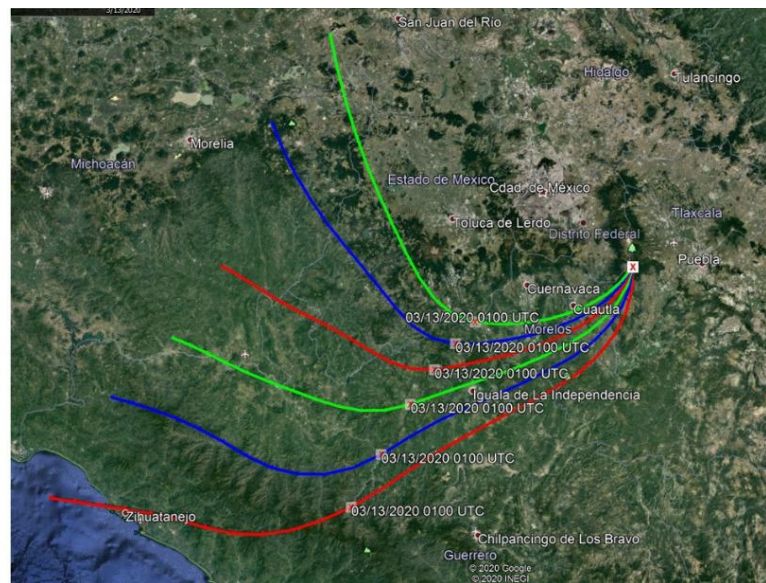 3/13/2020
San Juan del Río
Hidalgo
Tulancingo
Morelia
Michoacán
Estado de México
Cdad. de México
Toluca de Lerdo
Tlaxcala
Distrito Federal
Puebla
X
Cuernavaca
Cuautla
03/13/2020 0100 UTC
Morelos
03/13/2020 0100 UTC
03/13/2020 0100 UTC
Iguala de La Independencia
03/13/2020 0100 UTC
03/13/2020 0100 UTC
Zihuatanejo
03/13/2020 0100 UTC
Chilpancingo de Los Bravo
Guerrero
© 2020 Google
© 2020 INEGI